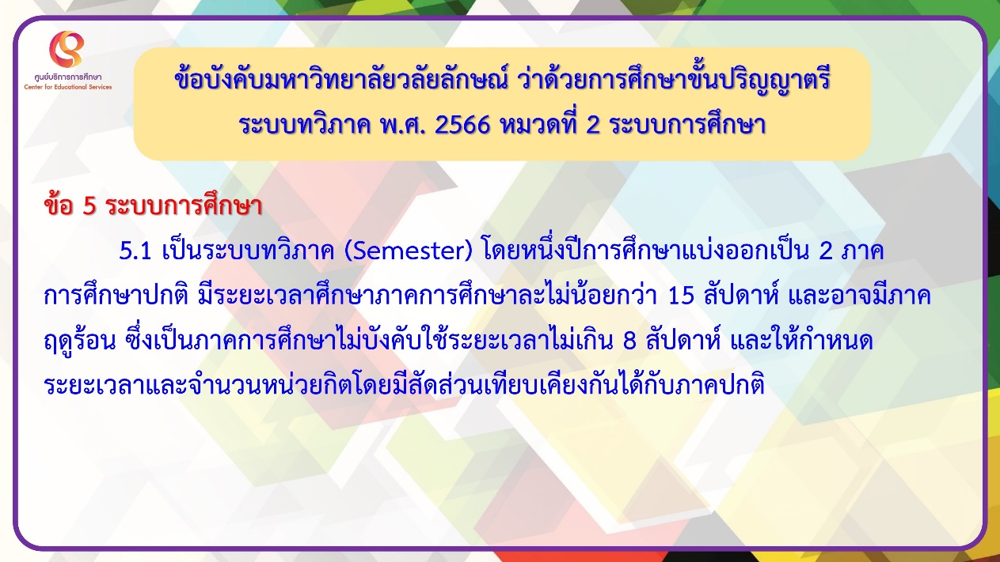 ศูนย์บริการการศึกษา
Center for Educational Services
ข้อบังคับมหาวิทยาลัยวลัยลักษณ์ ว่าด้วยการศึกษาขั้นปริญญาตรี
ระบบทวิภาค พ.ศ. 2566 หมวดที่ 2 ระบบการศึกษา
ข้อ 5 ระบบการศึกษา
5.1 เป็นระบบทวิภาค (Semester) โดยหนึ่งปีการศึกษาแบ่งออกเป็น 2 ภาค
การศึกษาปกติ มีระยะเวลาศึกษาภาคการศึกษาละไม่น้อยกว่า 15 สัปดาห์ และอาจมีภาค
ฤดูร้อน ซึ่งเป็นภาคการศึกษาไม่บังคับใช้ระยะเวลาไม่เกิน 8 สัปดาห์ และให้กำหนด
ระยะเวลาและจำนวนหน่วยกิตโดยมีสัดส่วนเทียบเคียงกันได้กับภาคปกติ